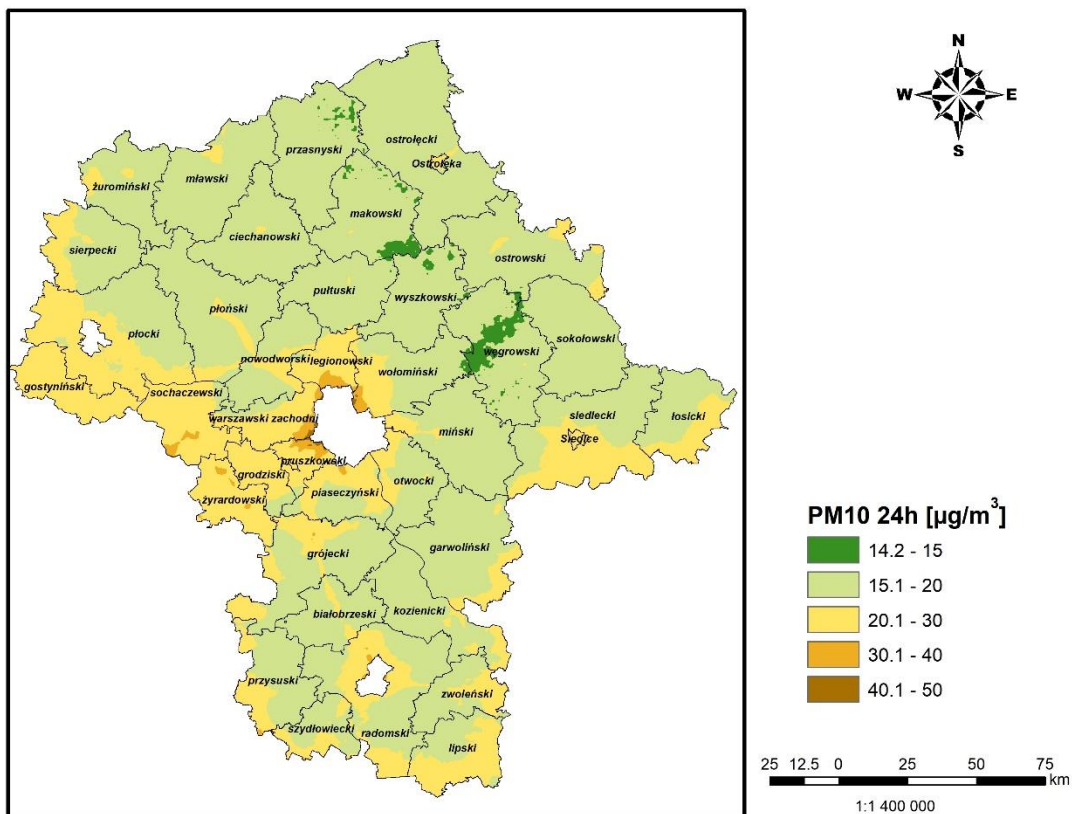 N
W E
S
ostrołęcki
przasnyski
Ostrołęka
mławski
żuromiński
makowski
ciechanowski
sierpecki
ostrowski
pułtuski
wyszkowski
płoński
płocki
węgrowski
sokołowski
nowodworski
legionowski
wołomiński
gostyniński
sochaczewski
siedlecki
łosicki
warszawski zachodni
miński
Siedlce
pruszkowski
grodziski
otwocki
żyrardowski
piaseczyński
garwoliński
grójecki
białobrzeski
kozienicki
przysuski
zwoleński
szydłowiecki
radomski
lipski
PM10 24h [µg/m³]
14.2 - 15
15.1 - 20
20.1 - 30
30.1 - 40
40.1 - 50
25 12.5 0 25 50 75
km
1:1 400 000